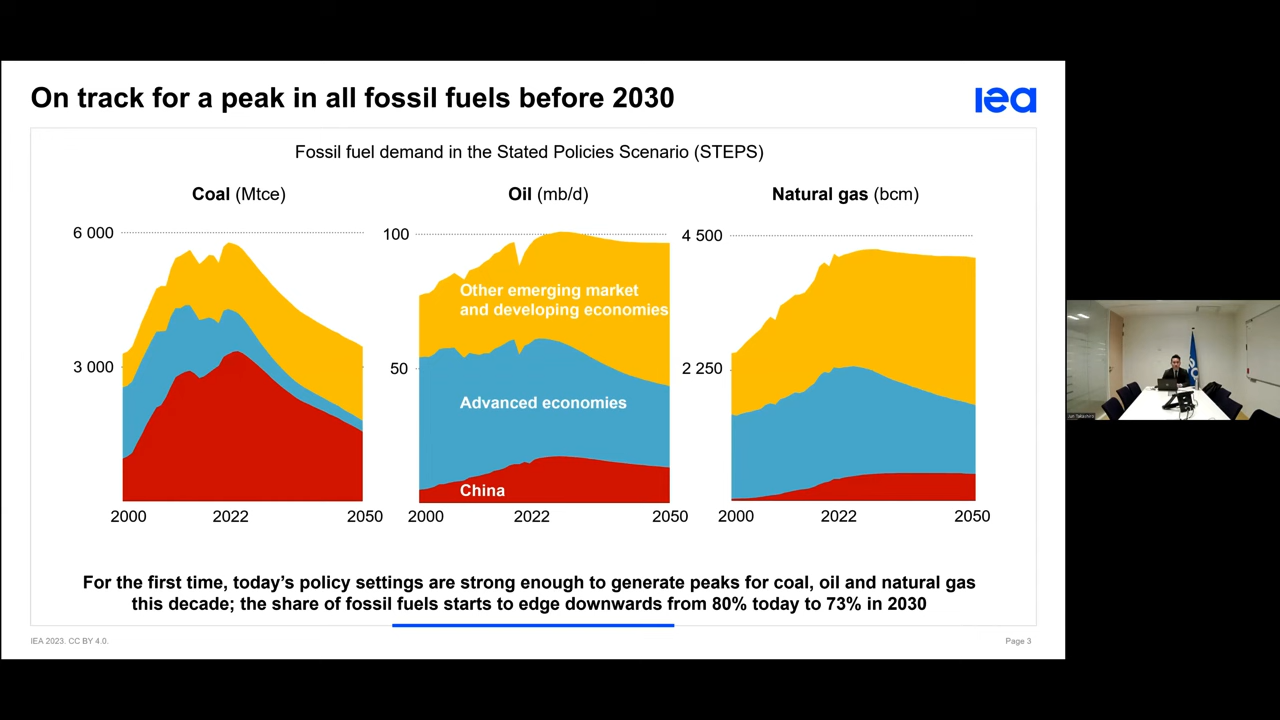 On track for a peak in all fossil fuels before 2030
iea
Fossil fuel demand in the Stated Policies Scenario (STEPS)
Coal (Mtce)
6 000
3 000
2000 2022 2050
Oil (mb/d)
100
50
Other emerging market
and developing economies
Advanced economies
China
2000 2022 2050
Natural gas (bcm)
4 500
2 250
2000 2022 2050
For the first time, today's policy settings are strong enough to generate peaks for coal, oil and natural gas
this decade; the share of fossil fuels starts to edge downwards from 80% today to 73% in 2030
IEA 2023. CC BY 4.0.
Page 3